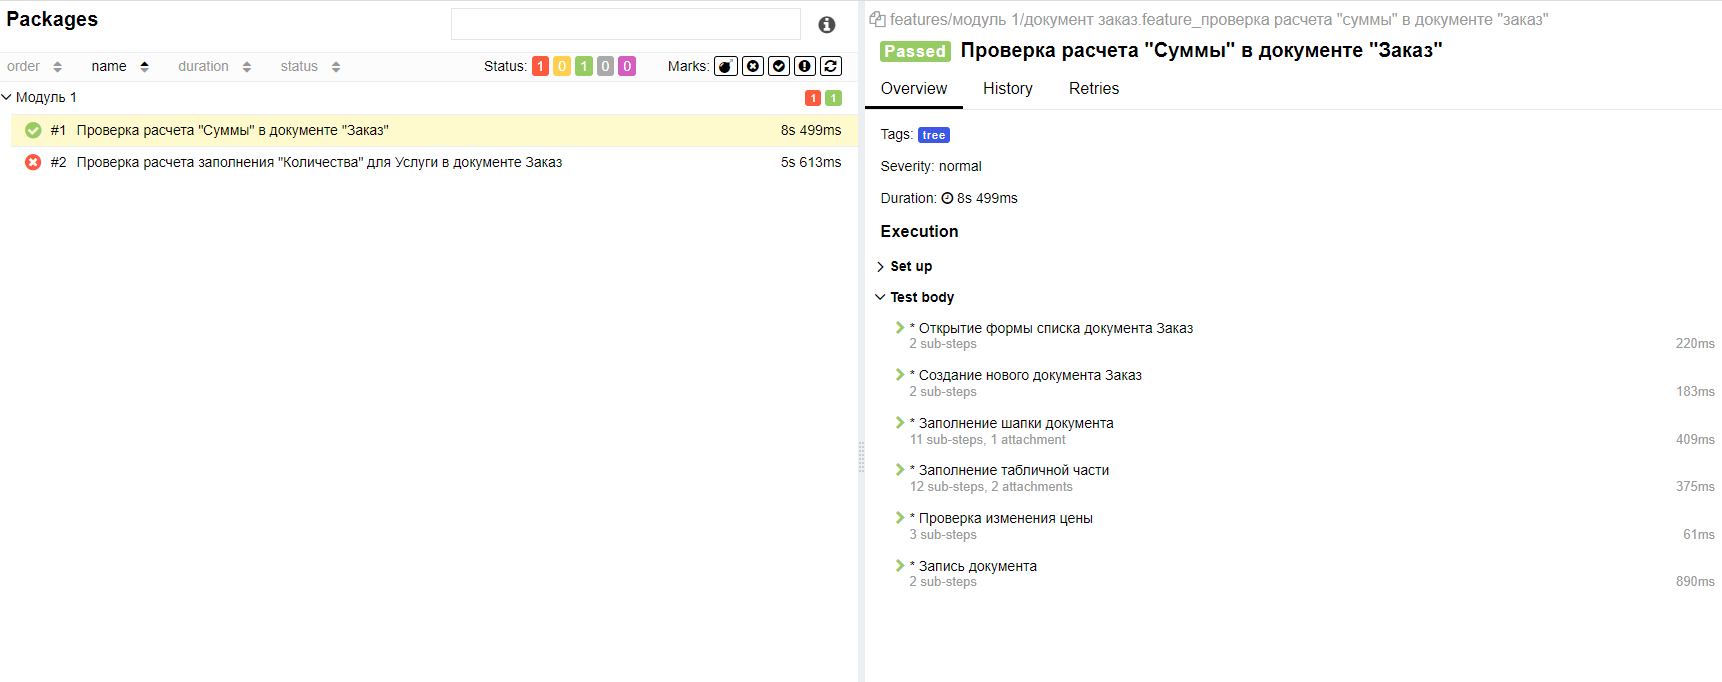 Packages
order name duration status Status: 1 0 1 0 0 Marks:
Модуль 1 1 1
#1 Проверка расчета "Суммы" в документе "Заказ" 8s 499ms
#2 Проверка расчета заполнения "Количества" для Услуги в документе Заказ 5s 613ms
features/модуль 1/документ заказ.feature_проверка расчета "суммы" в документе "заказ"
Passed Проверка расчета "Суммы" в документе "Заказ"
Overview History Retries
Tags: tree
Severity: normal
Duration: 8s 499ms
Execution
Set up
Test body
* Открытие формы списка документа Заказ
2 sub-steps 220ms
* Создание нового документа Заказ
2 sub-steps 183ms
* Заполнение шапки документа
11 sub-steps, 1 attachment 409ms
* Заполнение табличной части
12 sub-steps, 2 attachments 375ms
* Проверка изменения цены
3 sub-steps 61ms
* Запись документа
2 sub-steps 890ms